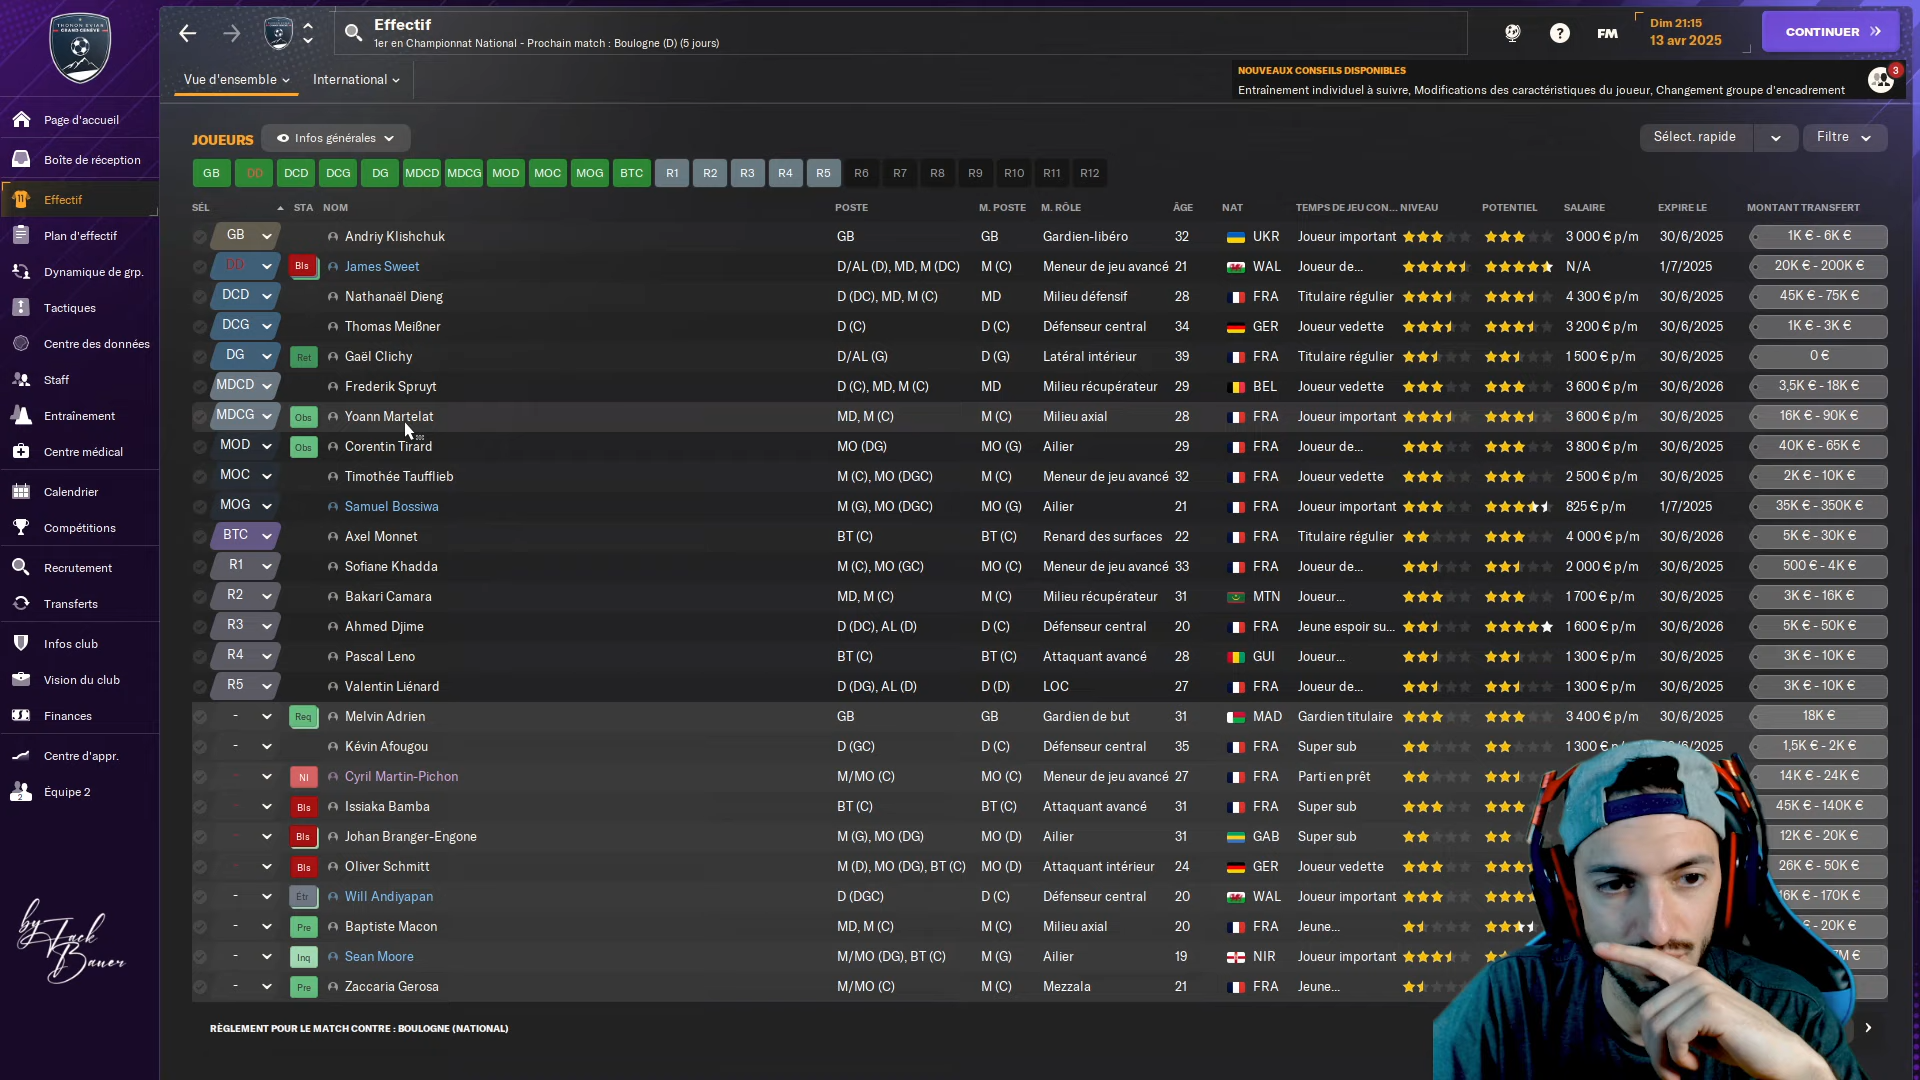 THONON EVIAN
GRAND GENÈVE
Effectif
1er en Championnat National - Prochain match : Boulogne (D) (5 jours)
FM
Dim 21:15
13 avr 2025
CONTINUER
Vue d'ensemble
International
NOUVEAUX CONSEILS DISPONIBLES
Entraînement individuel à suivre, Modifications des caractéristiques du joueur, Changement groupe d'encadrement
3
Page d'accueil
Boîte de réception
Effectif
Plan d'effectif
Dynamique de grp.
Tactiques
Centre des données
Staff
Entraînement
Centre médical
Calendrier
Compétitions
Recrutement
Transferts
Infos club
Vision du club
Finances
Centre d'appr.
Équipe 2
by Jack Bauer
JOUEURS
Infos générales
Sélect. rapide
Filtre
GB DD DCD DCG DG MDCD MDCG MOD MOC MOG BTC R1 R2 R3 R4 R5 R6 R7 R8 R9 R10 R11 R12
SÉL STA NOM POSTE M. POSTE M. RÔLE ÂGE NAT TEMPS DE JEU CON... NIVEAU POTENTIEL SALAIRE EXPIRE LE MONTANT TRANSFERT
GB Andriy Klishchuk GB GB Gardien-libéro 32 UKR Joueur important 3 000 € p/m 30/6/2025 1K € - 6K €
DD Bls James Sweet D/AL (D), MD, M (DC) M (C) Meneur de jeu avancé 21 WAL Joueur de... N/A 1/7/2025 20K € - 200K €
DCD Nathanaël Dieng D (DC), MD, M (C) MD Milieu défensif 28 FRA Titulaire régulier 4 300 € p/m 30/6/2025 45K € - 75K €
DCG Thomas Meißner D (C) D (C) Défenseur central 34 GER Joueur vedette 3 200 € p/m 30/6/2025 1K € - 3K €
DG Ret Gaël Clichy D/AL (G) D (G) Latéral intérieur 39 FRA Titulaire régulier 1 500 € p/m 30/6/2025 0 €
MDCD Frederik Spruyt D (C), MD, M (C) MD Milieu récupérateur 29 BEL Joueur vedette 3 600 € p/m 30/6/2026 3,5K € - 18K €
MDCG Obs Yoann Martelat MD, M (C) M (C) Milieu axial 28 FRA Joueur important 3 600 € p/m 30/6/2025 16K € - 90K €
MOD Obs Corentin Tirard MO (DG) MO (G) Ailier 29 FRA Joueur de... 3 800 € p/m 30/6/2025 40K € - 65K €
MOC Timothée Taufflieb M (C), MO (DGC) M (C) Meneur de jeu avancé 32 FRA Joueur vedette 2 500 € p/m 30/6/2025 2K € - 10K €
MOG Samuel Bossiwa M (G), MO (DGC) MO (G) Ailier 21 FRA Joueur important 825 € p/m 1/7/2025 35K € - 350K €
BTC Axel Monnet BT (C) BT (C) Renard des surfaces 22 FRA Titulaire régulier 4 000 € p/m 30/6/2026 5K € - 30K €
R1 Sofiane Khadda M (C), MO (GC) MO (C) Meneur de jeu avancé 33 FRA Joueur de... 2 000 € p/m 30/6/2025 500 € - 4K €
R2 Bakari Camara MD, M (C) M (C) Milieu récupérateur 31 MTN Joueur... 1 700 € p/m 30/6/2025 3K € - 16K €
R3 Ahmed Djime D (DC), AL (D) D (C) Défenseur central 20 FRA Jeune espoir su... 1 600 € p/m 30/6/2026 5K € - 50K €
R4 Pascal Leno BT (C) BT (C) Attaquant avancé 28 GUI Joueur... 1 300 € p/m 30/6/2025 3K € - 10K €
R5 Valentin Liénard D (DG), AL (D) D (D) LOC 27 FRA Joueur de... 1 300 € p/m 30/6/2025 3K € - 10K €
- Req Melvin Adrien GB GB Gardien de but 31 MAD Gardien titulaire 3 400 € p/m 30/6/2025 18K €
- Kévin Afougou D (GC) D (C) Défenseur central 35 FRA Super sub 1 300 € /2025 1,5K € - 2K €
- NI Cyril Martin-Pichon M/MO (C) MO (C) Meneur de jeu avancé 27 FRA Parti en prêt 14K € - 24K €
- Bls Issiaka Bamba BT (C) BT (C) Attaquant avancé 31 FRA Super sub 45K € - 140K €
- Bls Johan Branger-Engone M (G), MO (DG) MO (D) Ailier 31 GAB Super sub 12K € - 20K €
- Bls Oliver Schmitt M (D), MO (DG), BT (C) MO (D) Attaquant intérieur 24 GER Joueur vedette 26K € - 50K €
- Étr Will Andiyapan D (DGC) D (C) Défenseur central 20 WAL Joueur important 6K € - 170K €
- Pre Baptiste Macon MD, M (C) M (C) Milieu axial 20 FRA Jeune... - 20K €
- Inq Sean Moore M/MO (DG), BT (C) M (G) Ailier 19 NIR Joueur important M €
- Pre Zaccaria Gerosa M/MO (C) M (C) Mezzala 21 FRA Jeune...
RÈGLEMENT POUR LE MATCH CONTRE : BOULOGNE (NATIONAL)